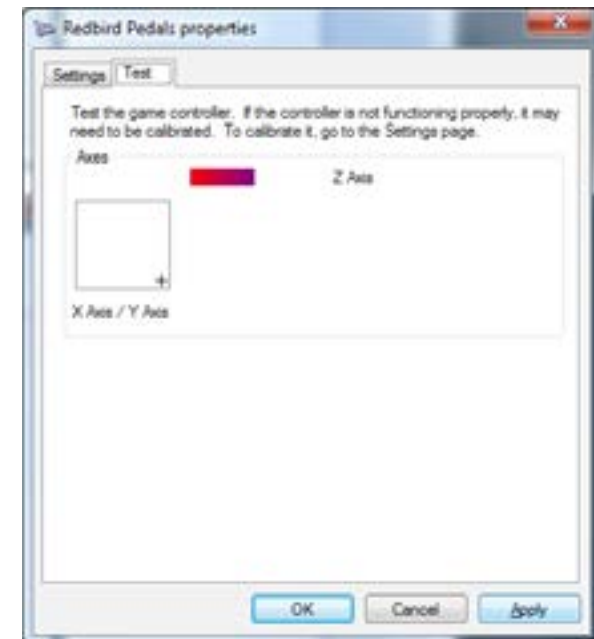 Redbird Pedals properties
Settings Test
Test the game controller. If the controller is not functioning properly, it may
need to be calibrated. To calibrate it, go to the Settings page.
Axes
Z Axis
X Axis / Y Axis
OK Cancel Apply